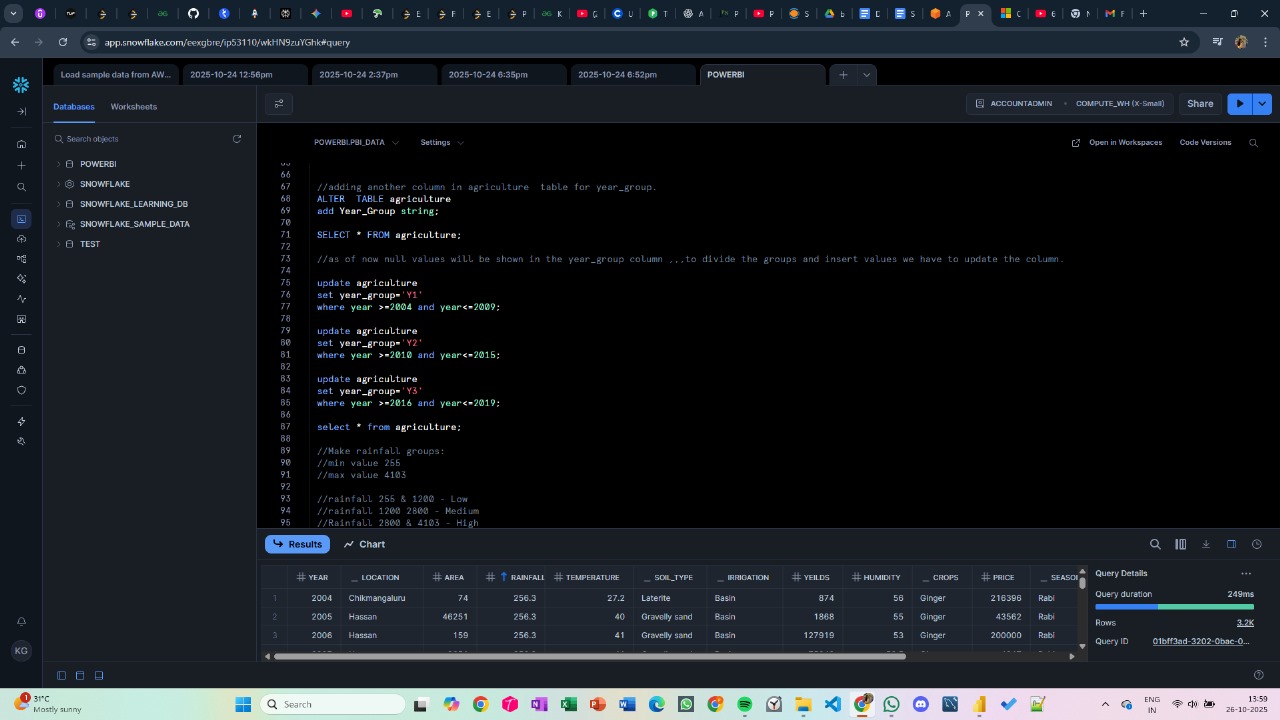 E
F
E
P
K
G
C U
T
A
P
S
b
D
S
A
P
C
6
N
F
app.snowflake.com/eexgbre/ip53110/wkHN9zuYGhk#query
Load sample data from AW... 2025-10-24 12:56pm 2025-10-24 2:37pm 2025-10-24 6:35pm 2025-10-24 6:52pm POWERBI
Databases Worksheets
ACCOUNTADMIN COMPUTE_WH (X-Small) Share
Search objects
POWERBI.PBI_DATA Settings Open in Workspaces Code Versions
POWERBI
SNOWFLAKE
SNOWFLAKE_LEARNING_DB
SNOWFLAKE_SAMPLE_DATA
TEST
65
66
67 //adding another column in agriculture  table for year_group.
68 ALTER  TABLE agriculture
69 add Year_Group string;
70
71 SELECT * FROM agriculture;
72
73 //as of now null values will be shown in the year_group column ,,,to divide the groups and insert values we have to update the column.
74
75 update agriculture
76 set year_group='Y1'
77 where year >=2004 and year<=2009;
78
79 update agriculture
80 set year_group='Y2'
81 where year >=2010 and year<=2015;
82
83 update agriculture
84 set year_group='Y3'
85 where year >=2016 and year<=2019;
86
87 select * from agriculture;
88
89 //Make rainfall groups:
90 //min value 255
91 //max value 4103
92
93 //rainfall 255 & 1200 - Low
94 //rainfall 1200 2800 - Medium
95 //Rainfall 2800 & 4103 - High
Results Chart
YEAR LOCATION AREA RAINFALL TEMPERATURE SOIL_TYPE IRRIGATION YEILDS HUMIDITY CROPS PRICE SEASON
1 2004 Chikmangaluru 74 256.3 27.2 Laterite Basin 874 56 Ginger 216396 Rabi
2 2005 Hassan 46251 256.3 40 Gravelly sand Basin 1868 55 Ginger 43562 Rabi
3 2006 Hassan 159 256.3 41 Gravelly sand Basin 127919 53 Ginger 200000 Rabi
Query Details ...
Query duration 249ms
Rows 3.2K
Query ID 01bff3ad-3202-0bac-0...
KG
31°C
Mostly sunny
Search
ENG
IN
13:59
26-10-2025